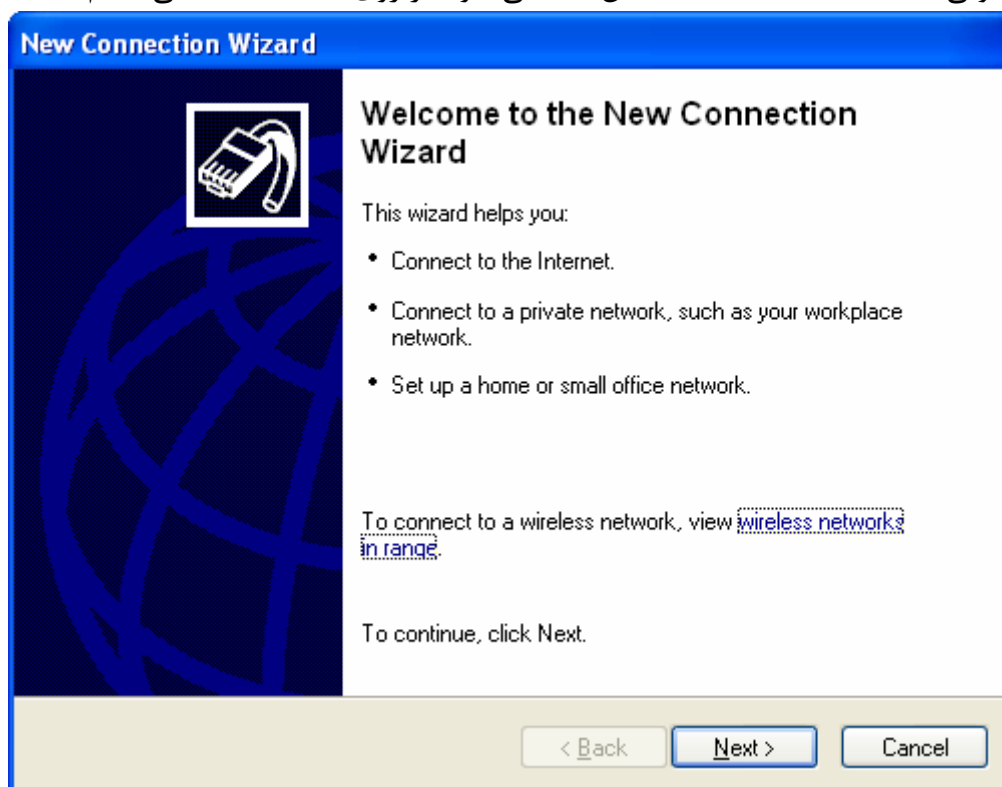 New Connection Wizard
Welcome to the New Connection
Wizard
This wizard helps you:
• Connect to the Internet.
• Connect to a private network, such as your workplace
network.
• Set up a home or small office network.
To connect to a wireless network, view wireless networks
in range.
To continue, click Next.
< Back
Next >
Cancel